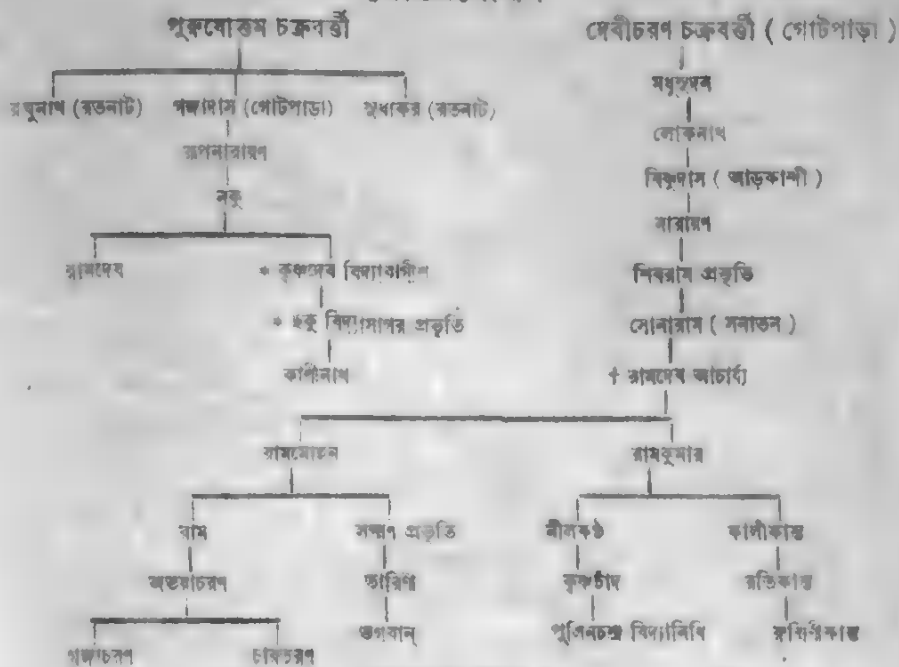 পুরুষোত্তম চক্রবর্ত্তী দেবীচরণ চক্রবর্ত্তী ( গোটপাড়া )
মধুসূদন
রঘুনাথ (রতনাট) গঙ্গাদাস (গোটপাড়া) সুধাকর (রতনাট)
লোকনাথ
রূপনারায়ণ
বিষ্ণুদাস ( আড়কান্দী )
নকু
নারায়ণ
রামদেব * কৃষ্ণদেব বিদ্যাবাগীশ শিবরাম প্রভৃতি
* ছকু বিদ্যাসাগর প্রভৃতি সোনারাম ( সনাতন )
কাশীনাথ † রামদেব আচার্য্য
রামমোহন রামকুমার
রাম লক্ষ্মণ প্রভৃতি নীলকণ্ঠ কালীকান্ত
অভয়াচরণ তারিণী কৃষ্ণচাঁদ রতিকান্ত
ভগবান্ পুলিনচন্দ্র বিদ্যানিধি রুক্মিণীকান্ত
গঙ্গাচরণ